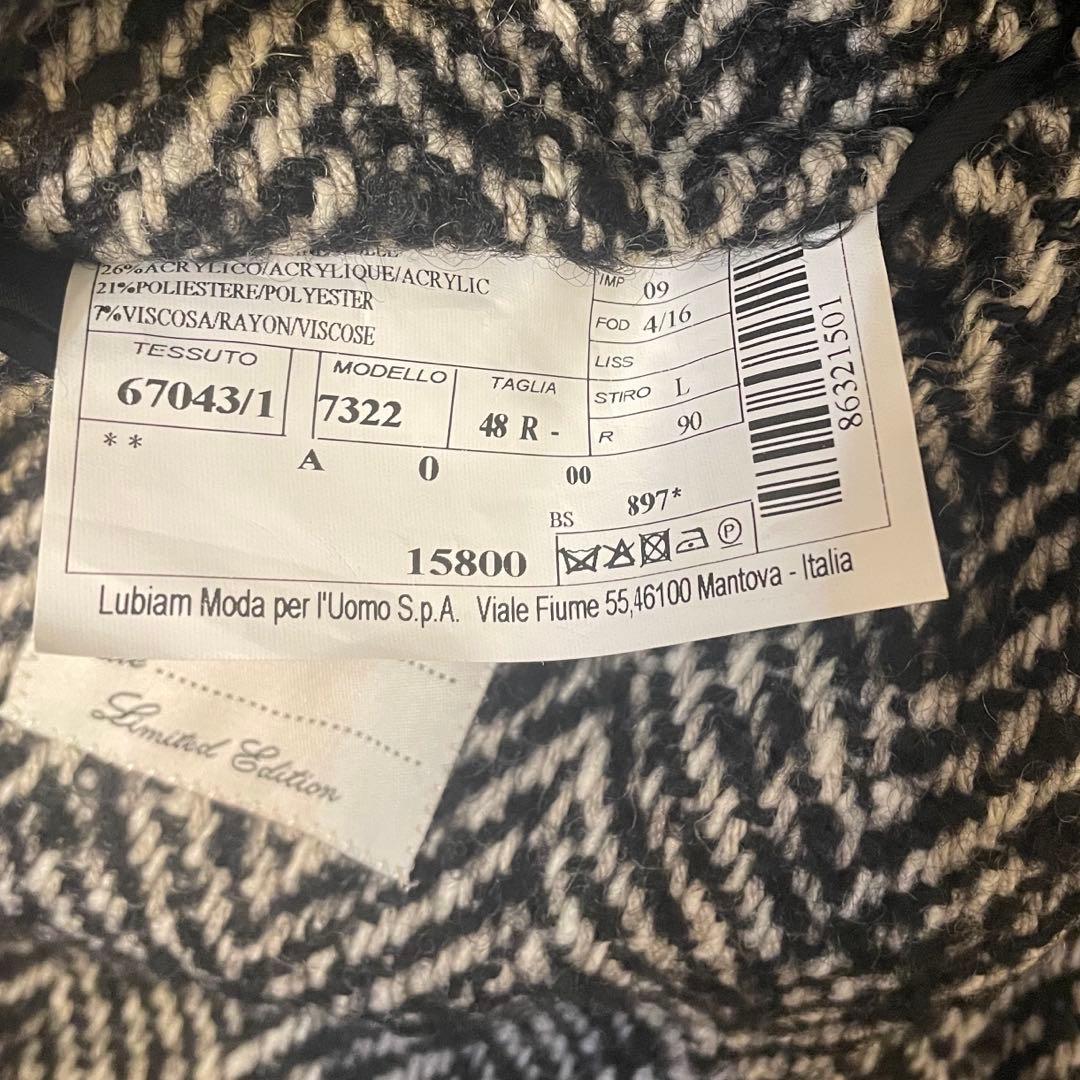 26%ACRYLICO/ACRYLIQUE/ACRYLIC
21%POLIESTERE/POLYESTER
7%VISCOSA/RAYON/VISCOSE
TESSUTO
67043/1
MODELLO
7322
TAGLIA
48 R -
IMP 09
FOD 4/16
LISS
STIRO L
R 90
86321501
* *
A 0 00
BS 897*
15800
P
Lubiam Moda per l'Uomo S.p.A. Viale Fiume 55,46100 Mantova - Italia
Limited Edition